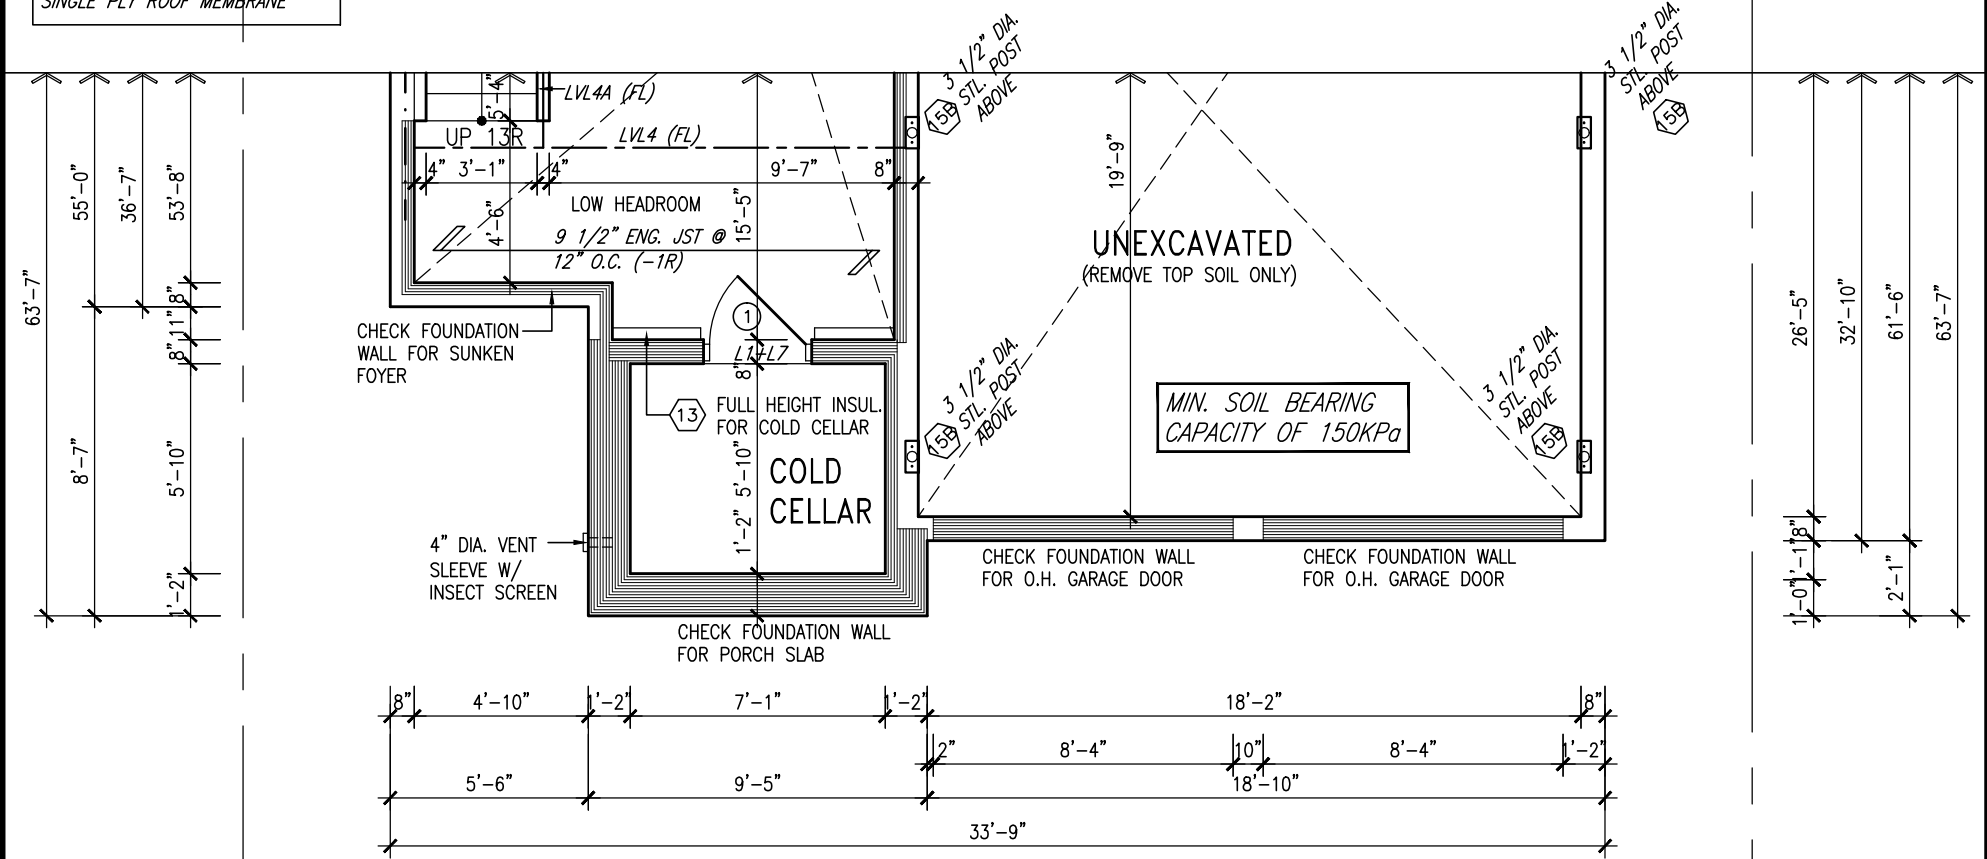 SINGLE PLY ROOF MEMBRANE
3 1/2" DIA.
STL. POST
ABOVE
15B
3 1/2" DIA.
STL. POST
ABOVE
15B
5'-4"
LVL4A (FL)
UP 13R
LVL4 (FL)
4"
3'-1"
4"
9'-7"
8"
19'-9"
55'-0"
36'-7"
53'-8"
63'-7"
LOW HEADROOM
4'-6"
15'-5"
9 1/2" ENG. JST @
12" O.C. (-1R)
UNEXCAVATED
(REMOVE TOP SOIL ONLY)
8"
11"
8"
CHECK FOUNDATION
WALL FOR SUNKEN
FOYER
1
L1+L7
8"
26'-5"
32'-10"
61'-6"
63'-7"
13
FULL HEIGHT INSUL.
FOR COLD CELLAR
3 1/2" DIA.
STL. POST
ABOVE
15B
MIN. SOIL BEARING
CAPACITY OF 150KPa
3 1/2" DIA.
STL. POST
ABOVE
15B
8'-7"
5'-10"
5'-10"
COLD
CELLAR
1'-2"
4" DIA. VENT
SLEEVE W/
INSECT SCREEN
CHECK FOUNDATION WALL
FOR O.H. GARAGE DOOR
CHECK FOUNDATION WALL
FOR O.H. GARAGE DOOR
1'-2"
8"
1'-1"
1'-0"
2'-1"
CHECK FOUNDATION WALL
FOR PORCH SLAB
8"
4'-10"
1'-2"
7'-1"
1'-2"
18'-2"
8"
2"
8'-4"
10"
8'-4"
1'-2"
5'-6"
9'-5"
18'-10"
33'-9"